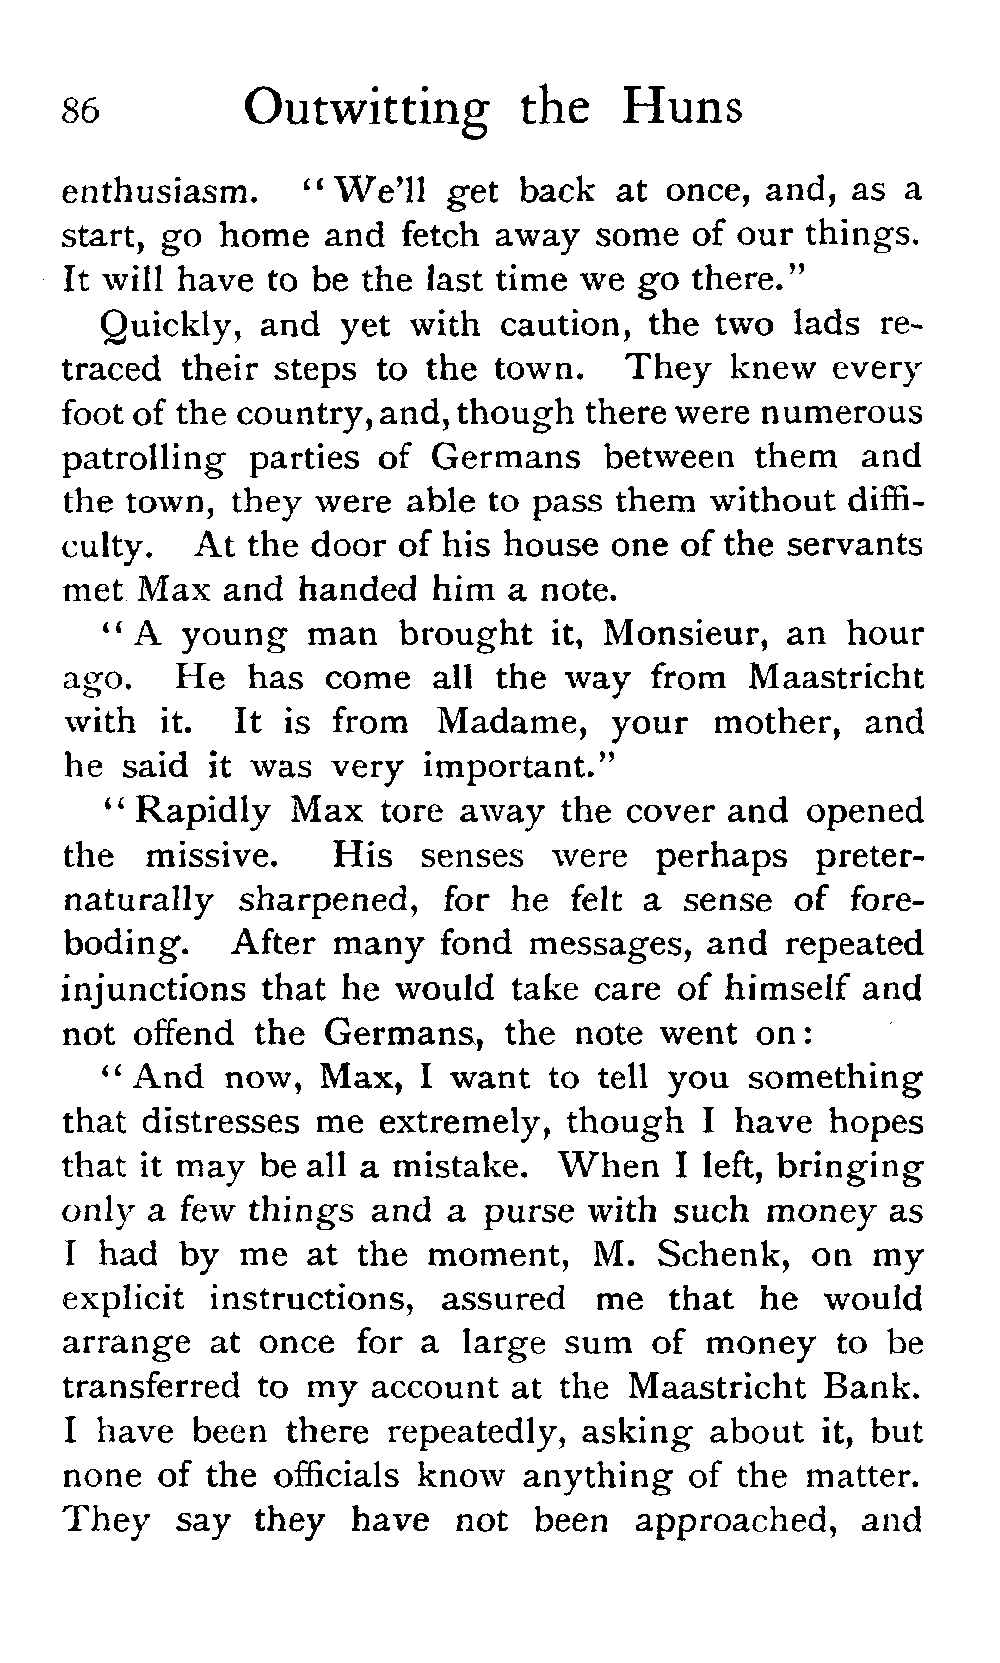 86 Outwitting the Huns
enthusiasm. "We'll get back at once, and, as a
start, go home and fetch away some of our things.
It will have to be the last time we go there."
Quickly, and yet with caution, the two lads re-
traced their steps to the town. They knew every
foot of the country, and, though there were numerous
patrolling parties of Germans between them and
the town, they were able to pass them without diffi-
culty. At the door of his house one of the servants
met Max and handed him a note.
"A young man brought it, Monsieur, an hour
ago. He has come all the way from Maastricht
with it. It is from Madame, your mother, and
he said it was very important."
"Rapidly Max tore away the cover and opened
the missive. His senses were perhaps preter-
naturally sharpened, for he felt a sense of fore-
boding. After many fond messages, and repeated
injunctions that he would take care of himself and
not offend the Germans, the note went on:
"And now, Max, I want to tell you something
that distresses me extremely, though I have hopes
that it may be all a mistake. When I left, bringing
only a few things and a purse with such money as
I had by me at the moment, M. Schenk, on my
explicit instructions, assured me that he would
arrange at once for a large sum of money to be
transferred to my account at the Maastricht Bank.
I have been there repeatedly, asking about it, but
none of the officials know anything of the matter.
They say they have not been approached, and